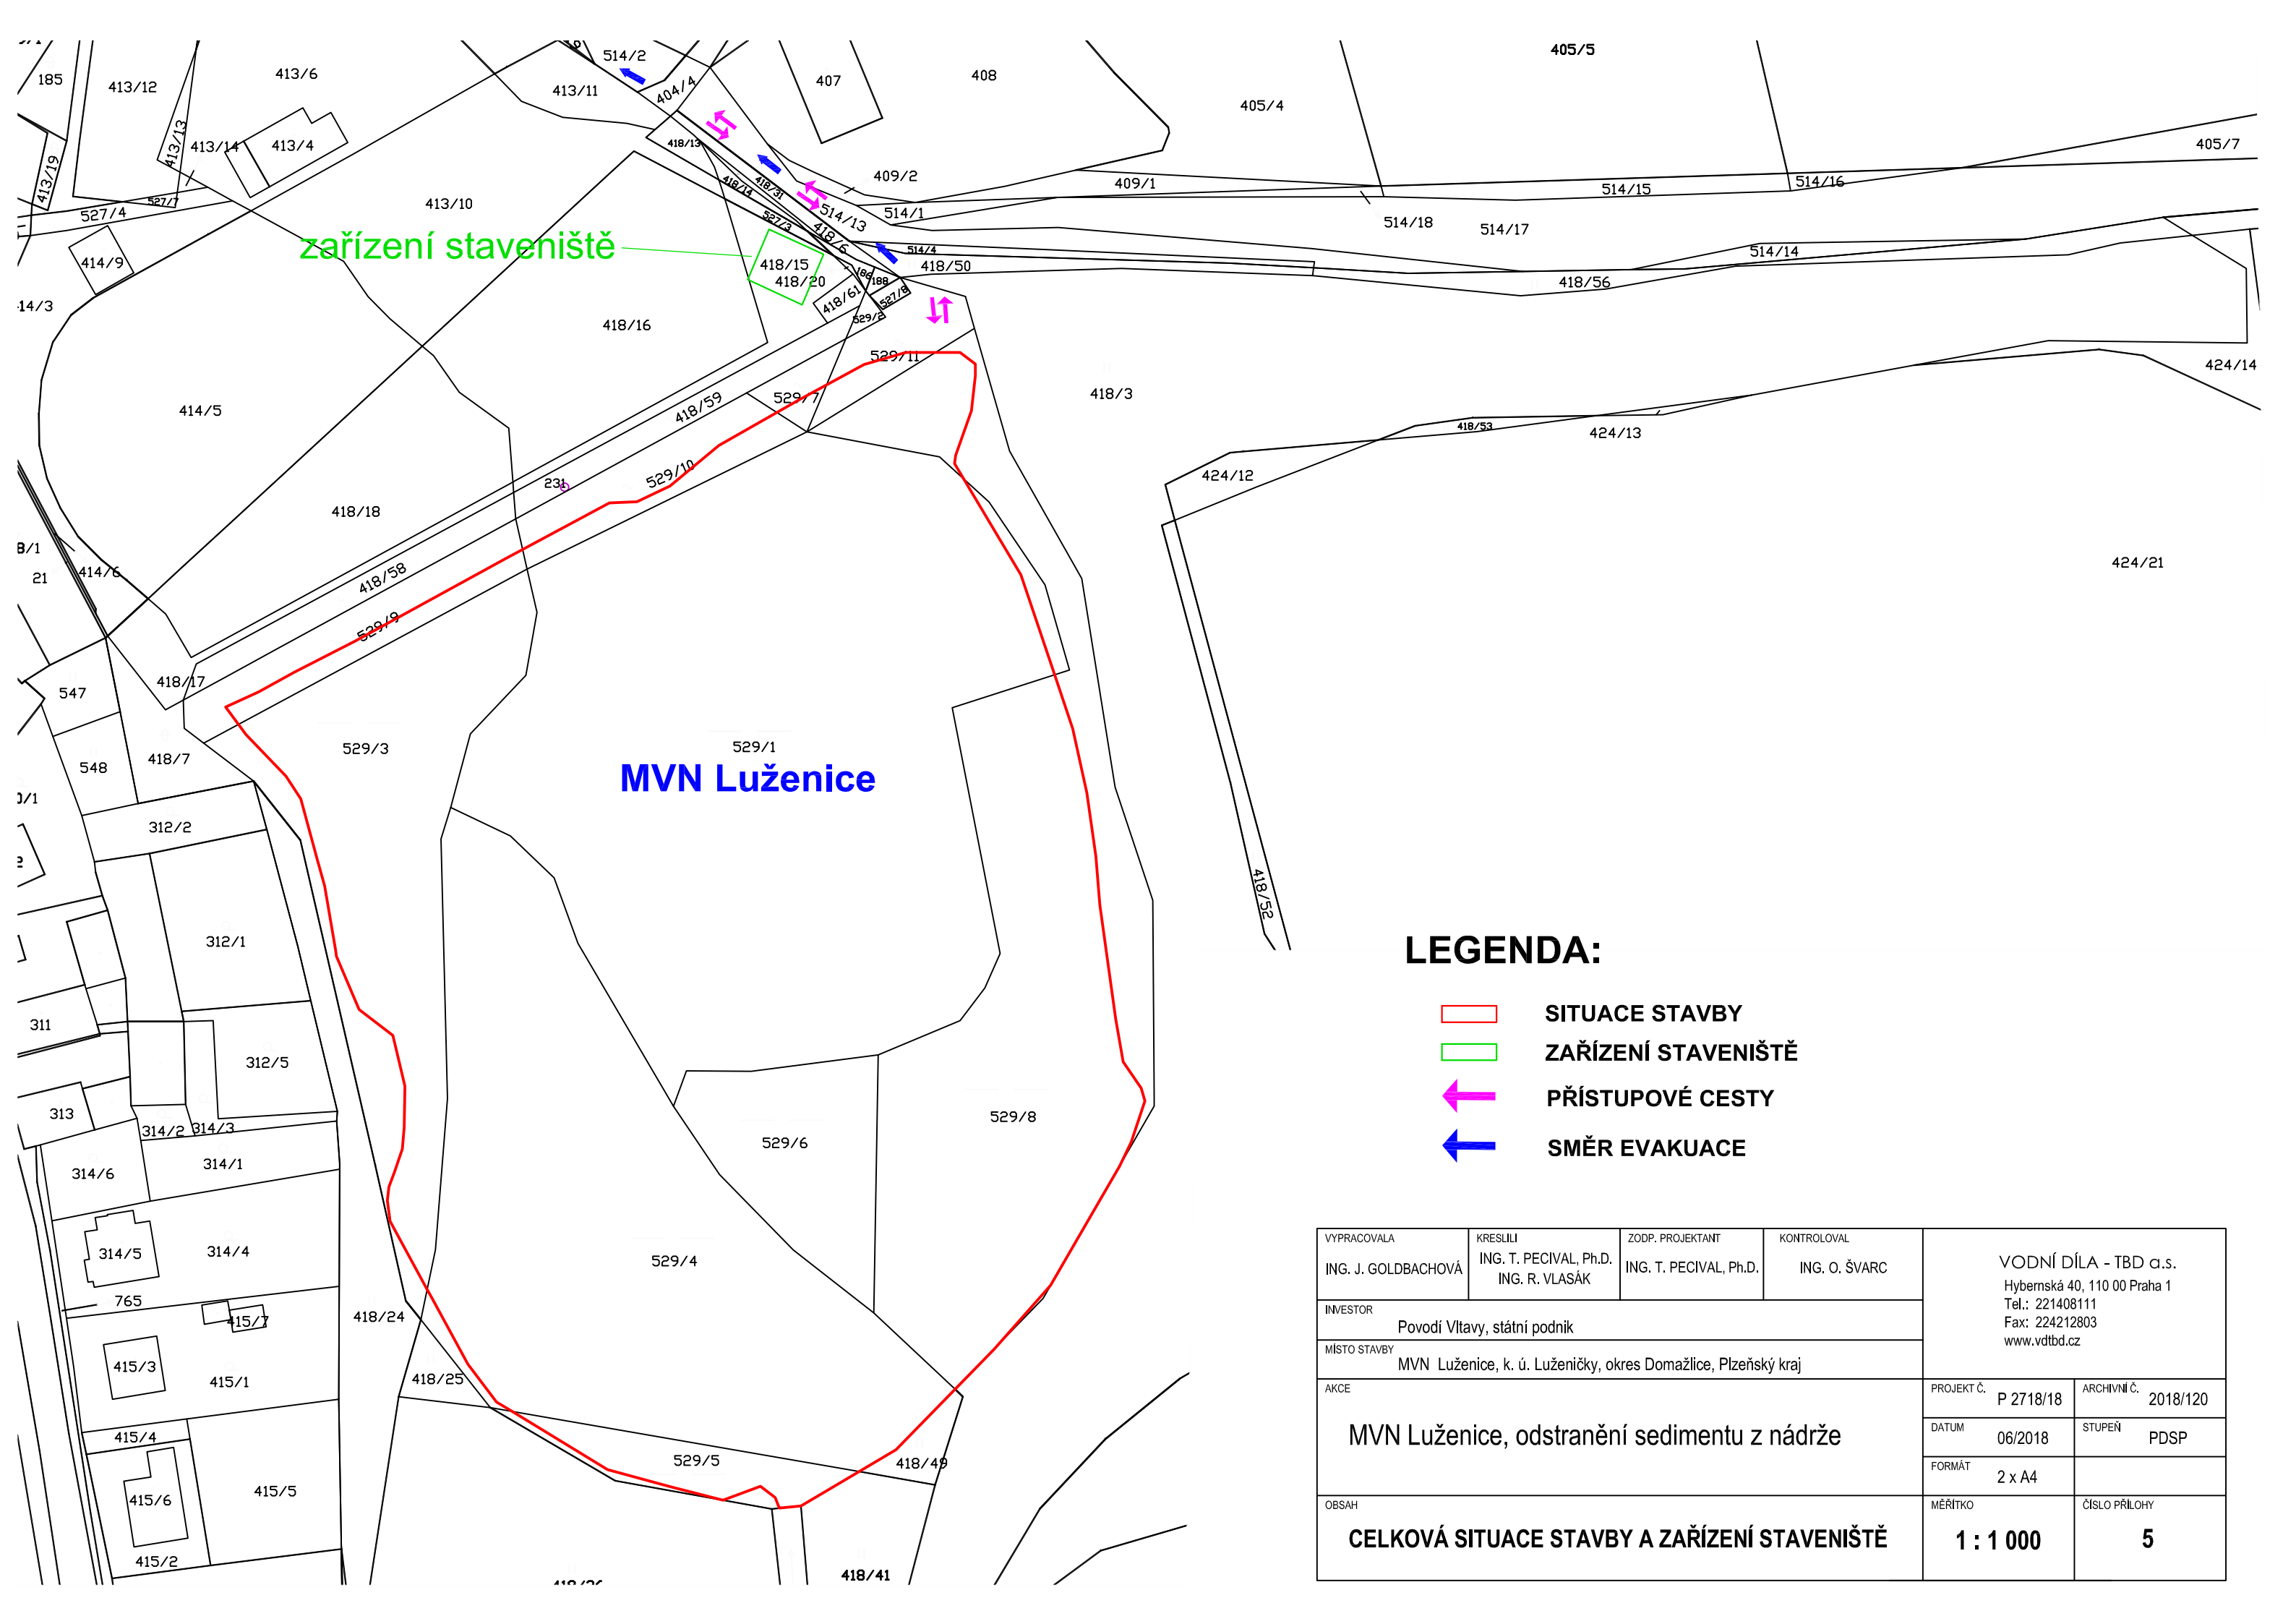 185
413/12
413/6
413/11
514/2
404/4
407
408
405/4
405/5
405/7
413/19
413/13
413/14
413/4
418/13
409/2
409/1
514/15
514/16
527/4
527/7
413/10
418/14
418/31
527/3
514/13
418/6
514/1
514/18
514/17
514/14
zařízení staveniště
414/9
418/15
418/20
186
188
514/4
418/50
418/56
418/61
527/8
529/2
418/16
529/11
418/3
424/14
414/5
418/59
529/7
418/53
424/13
231
529/10
424/12
418/18
21
414/6
418/58
529/9
424/21
547
418/17
548
418/7
529/3
529/1
MVN Luženice
312/2
418/52
312/1
311
312/5
313
314/2
314/3
314/1
314/6
529/6
529/8
314/5
314/4
529/4
765
415/7
418/24
415/3
415/1
418/25
415/4
529/5
418/49
415/6
415/5
415/2
418/41
LEGENDA:
SITUACE STAVBY
ZAŘÍZENÍ STAVENIŠTĚ
PŘÍSTUPOVÉ CESTY
SMĚR EVAKUACE
VYPRACOVALA
ING. J. GOLDBACHOVÁ
KRESLILI
ING. T. PECIVAL, Ph.D.
ING. R. VLASÁK
ZODP. PROJEKTANT
ING. T. PECIVAL, Ph.D.
KONTROLOVAL
ING. O. ŠVARC
VODNÍ DÍLA - TBD a.s.
Hybernská 40, 110 00 Praha 1
Tel.: 221408111
Fax: 224212803
www.vdtbd.cz
INVESTOR
Povodí Vltavy, státní podnik
MÍSTO STAVBY
MVN Luženice, k. ú. Luženičky, okres Domažlice, Plzeňský kraj
AKCE
MVN Luženice, odstranění sedimentu z nádrže
PROJEKT Č.
P 2718/18
ARCHIVNÍ Č.
2018/120
DATUM
06/2018
STUPEŇ
PDSP
FORMÁT
2 x A4
OBSAH
CELKOVÁ SITUACE STAVBY A ZAŘÍZENÍ STAVENIŠTĚ
MĚŘÍTKO
1 : 1 000
ČÍSLO PŘÍLOHY
5